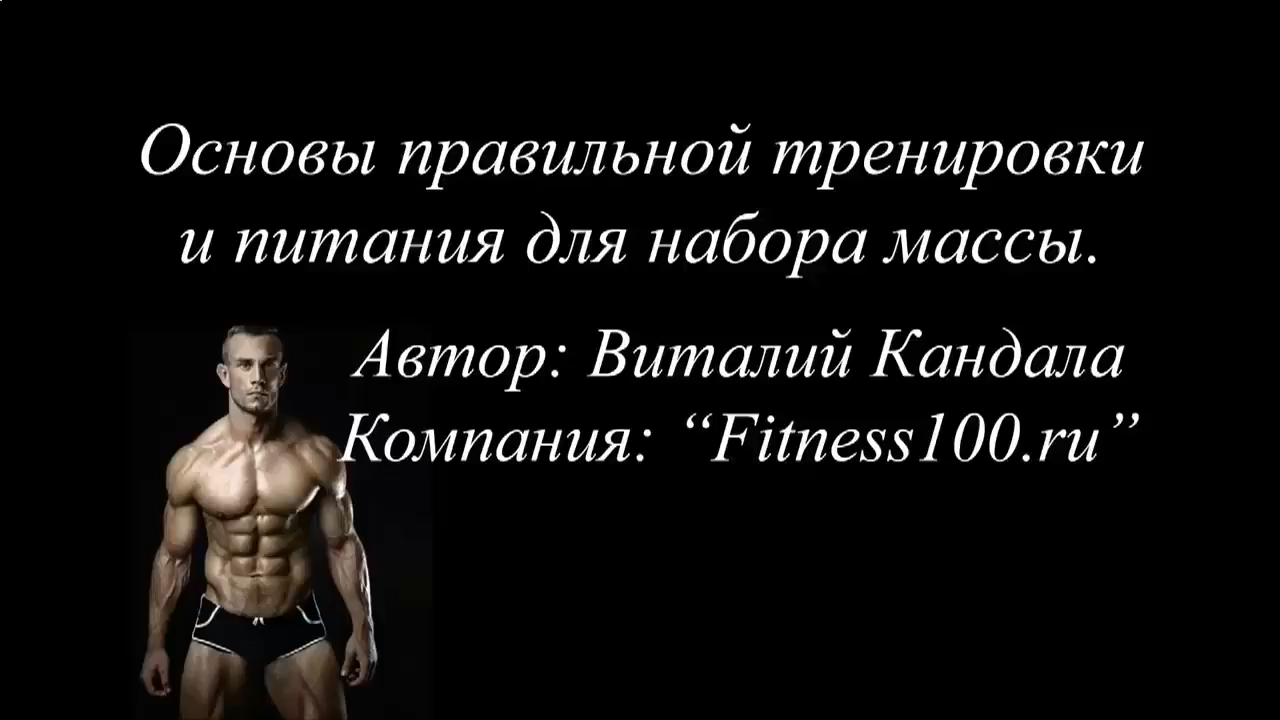 Основы правильной тренировки
и питания для набора массы.
Автор: Виталий Кандала
Компания: “Fitness100.ru”